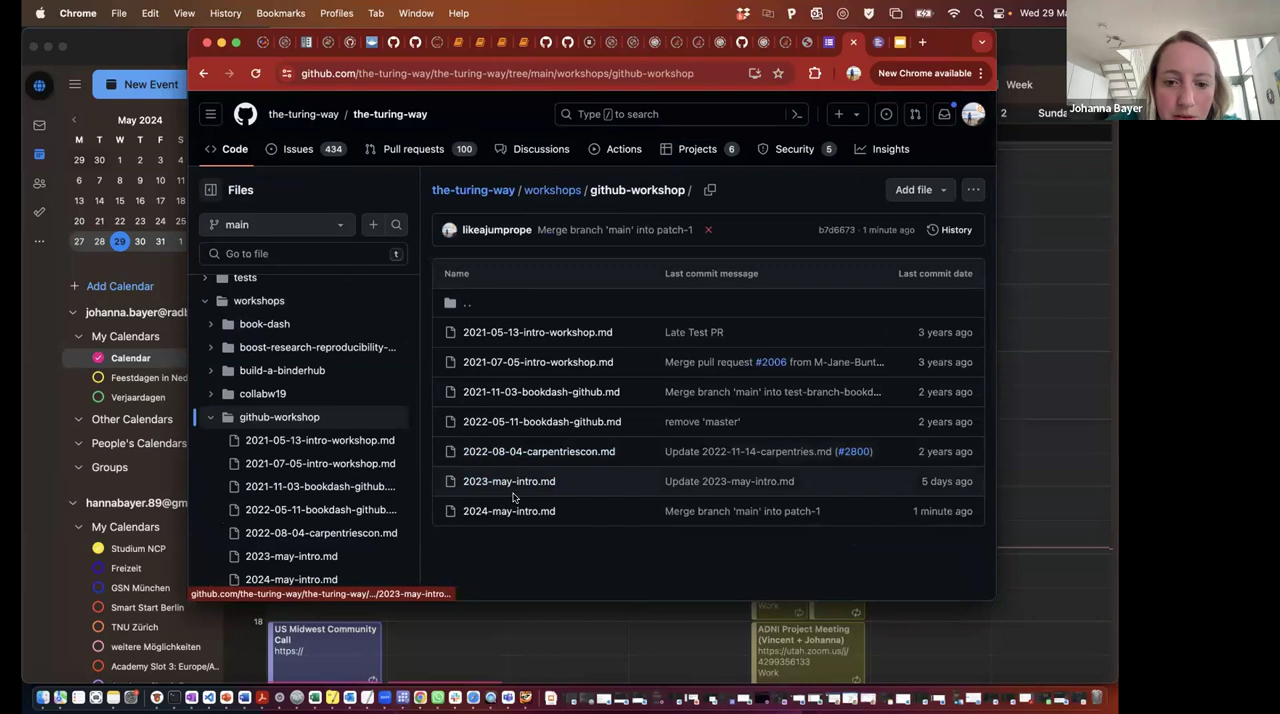 Chrome File Edit View History Bookmarks Profiles Tab Window Help
Wed 29 Ma
New Event
May 2024
M T W T F S S
29 30 1 2 3 4 5
6 7 8 9 10 11 12
13 14 15 16 17 18 19
20 21 22 23 24 25 26
27 28 29 30 31 1 2
Add Calendar
johanna.bayer@radb
My Calendars
Calendar
Feestdagen in Ned
Verjaardagen
Other Calendars
People's Calendars
Groups
hannabayer.89@gm
My Calendars
Studium NCP
Freizeit
GSN München
Smart Start Berlin
TNU Zürich
weitere Möglichkeiten
Academy Slot 3: Europe/A..
github.com/the-turing-way/the-turing-way/tree/main/workshops/github-workshop
New Chrome available
the-turing-way / the-turing-way
Type / to search
Code
Issues 434
Pull requests 100
Discussions
Actions
Projects 6
Security 5
Insights
Files
main
Go to file
t
tests
workshops
book-dash
boost-research-reproducibility-...
build-a-binderhub
collabw19
github-workshop
2021-05-13-intro-workshop.md
2021-07-05-intro-workshop.md
2021-11-03-bookdash-github....
2022-05-11-bookdash-github....
2022-08-04-carpentriescon.md
2023-may-intro.md
2024-may-intro.md
github.com/the-turing-way/the-turing-way/.../2023-may-intro...
the-turing-way / workshops / github-workshop /
Add file
likeajumprope Merge branch 'main' into patch-1
b7d6673 · 1 minute ago
History
Name Last commit message Last commit date
..
2021-05-13-intro-workshop.md Late Test PR 3 years ago
2021-07-05-intro-workshop.md Merge pull request #2006 from M-Jane-Bunt... 3 years ago
2021-11-03-bookdash-github.md Merge branch 'main' into test-branch-bookd... 2 years ago
2022-05-11-bookdash-github.md remove 'master' 2 years ago
2022-08-04-carpentriescon.md Update 2022-11-14-carpentries.md (#2800) 2 years ago
2023-may-intro.md Update 2023-may-intro.md 5 days ago
2024-may-intro.md Merge branch 'main' into patch-1 1 minute ago
Week
2 Sunda
18
US Midwest Community
Call
https://
Work
ADNI Project Meeting
(Vincent + Johanna)
https://utah.zoom.us/j/
4299356133
Work
Johanna Bayer